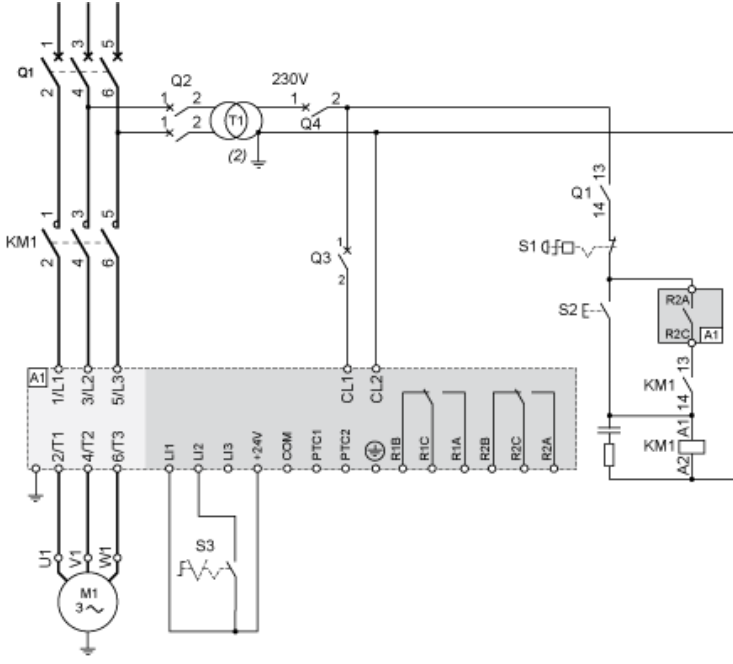 1 3 5
Q1
2 4 6
Q2
1 2
1 2
T1
(2)
230V
1 2
Q4
13
Q1
14
1 3 5
KM1
2 4 6
1
Q3
2
S1
S2
R2A
R2C A1
13
KM1
14
A1
KM1
A2
A1 1/L1 3/L2 5/L3 CL1 CL2
2/T1 4/T2 6/T3 LI1 LI2 LI3 +24V COM PTC1 PTC2 R1B R1C R1A R2B R2C R2A
S3
U1 V1 W1
M1
3~